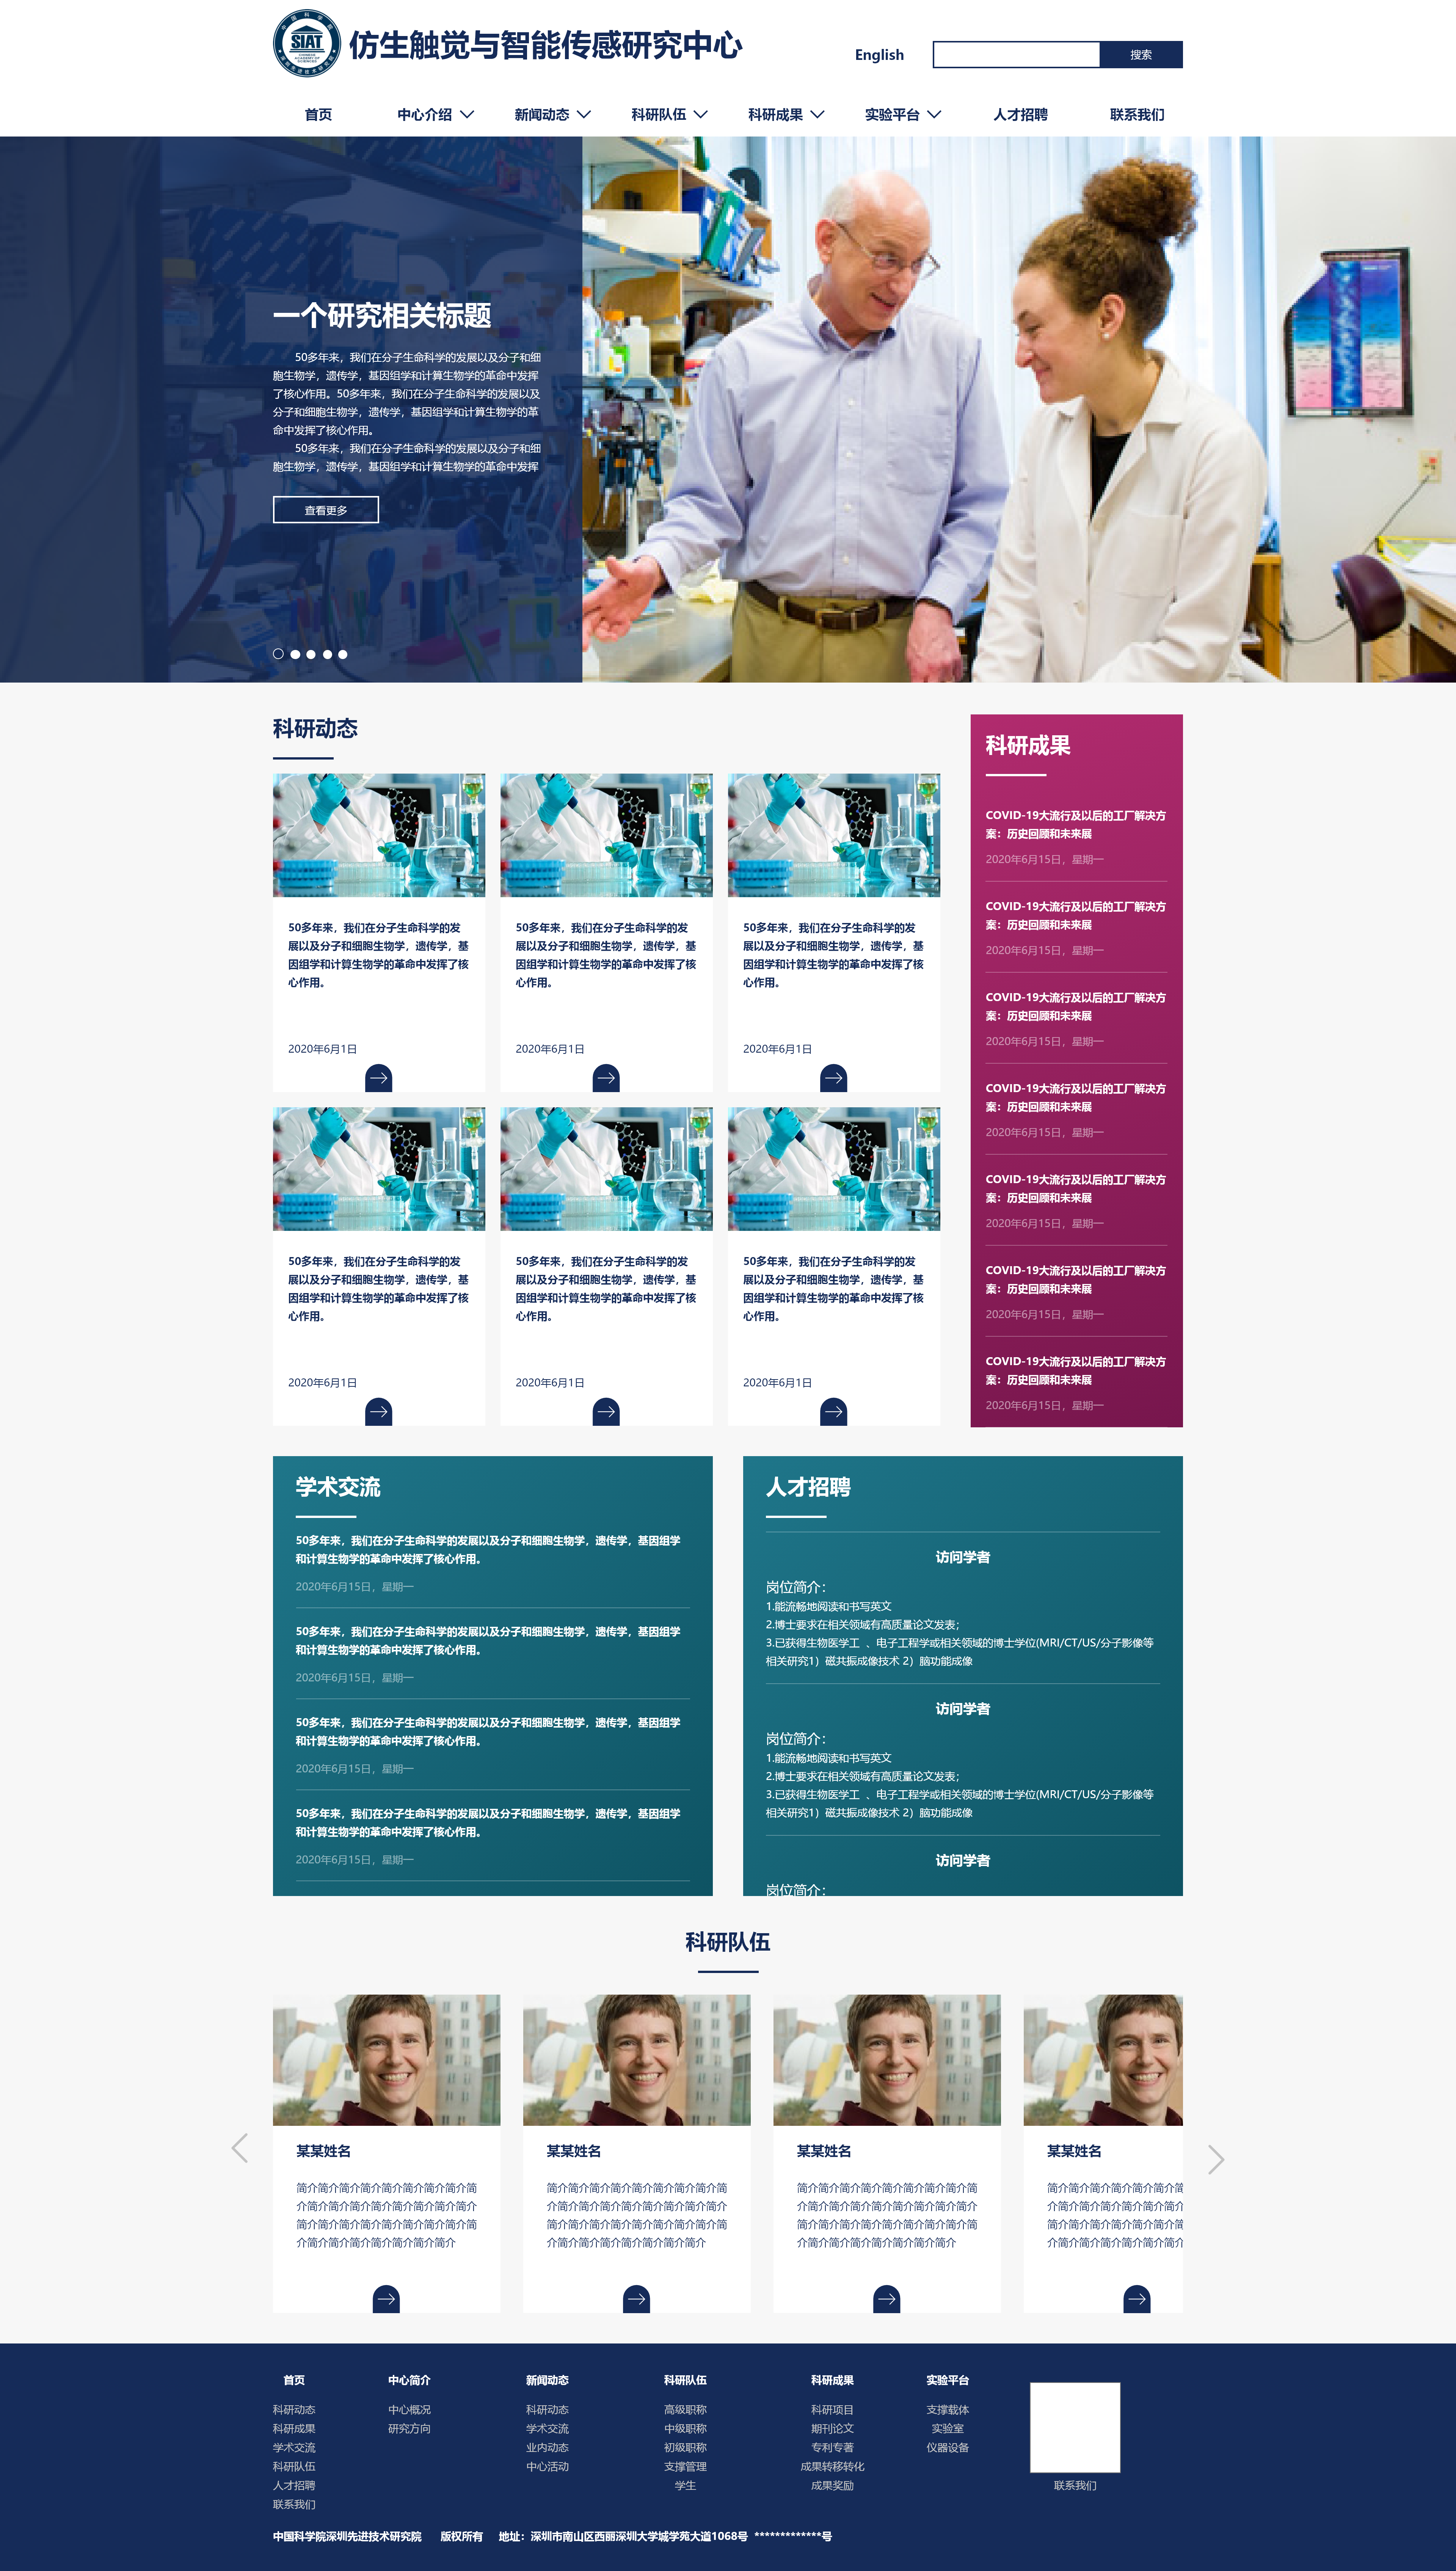 SIAT
仿生触觉与智能传感研究中心
English
搜索
首页 中心介绍 新闻动态 科研队伍 科研成果 实验平台 人才招聘 联系我们
一个研究相关标题
50多年来，我们在分子生命科学的发展以及分子和细
胞生物学，遗传学，基因组学和计算生物学的革命中发挥
了核心作用。50多年来，我们在分子生命科学的发展以及
分子和细胞生物学，遗传学，基因组学和计算生物学的革
命中发挥了核心作用。
50多年来，我们在分子生命科学的发展以及分子和细
胞生物学，遗传学，基因组学和计算生物学的革命中发挥
查看更多
科研动态
50多年来，我们在分子生命科学的发
展以及分子和细胞生物学，遗传学，基
因组学和计算生物学的革命中发挥了核
心作用。
2020年6月1日
50多年来，我们在分子生命科学的发
展以及分子和细胞生物学，遗传学，基
因组学和计算生物学的革命中发挥了核
心作用。
2020年6月1日
50多年来，我们在分子生命科学的发
展以及分子和细胞生物学，遗传学，基
因组学和计算生物学的革命中发挥了核
心作用。
2020年6月1日
50多年来，我们在分子生命科学的发
展以及分子和细胞生物学，遗传学，基
因组学和计算生物学的革命中发挥了核
心作用。
2020年6月1日
50多年来，我们在分子生命科学的发
展以及分子和细胞生物学，遗传学，基
因组学和计算生物学的革命中发挥了核
心作用。
2020年6月1日
50多年来，我们在分子生命科学的发
展以及分子和细胞生物学，遗传学，基
因组学和计算生物学的革命中发挥了核
心作用。
2020年6月1日
科研成果
COVID-19大流行及以后的工厂解决方
案：历史回顾和未来展
2020年6月15日，星期一
COVID-19大流行及以后的工厂解决方
案：历史回顾和未来展
2020年6月15日，星期一
COVID-19大流行及以后的工厂解决方
案：历史回顾和未来展
2020年6月15日，星期一
COVID-19大流行及以后的工厂解决方
案：历史回顾和未来展
2020年6月15日，星期一
COVID-19大流行及以后的工厂解决方
案：历史回顾和未来展
2020年6月15日，星期一
COVID-19大流行及以后的工厂解决方
案：历史回顾和未来展
2020年6月15日，星期一
COVID-19大流行及以后的工厂解决方
案：历史回顾和未来展
2020年6月15日，星期一
学术交流
50多年来，我们在分子生命科学的发展以及分子和细胞生物学，遗传学，基因组学
和计算生物学的革命中发挥了核心作用。
2020年6月15日，星期一
50多年来，我们在分子生命科学的发展以及分子和细胞生物学，遗传学，基因组学
和计算生物学的革命中发挥了核心作用。
2020年6月15日，星期一
50多年来，我们在分子生命科学的发展以及分子和细胞生物学，遗传学，基因组学
和计算生物学的革命中发挥了核心作用。
2020年6月15日，星期一
50多年来，我们在分子生命科学的发展以及分子和细胞生物学，遗传学，基因组学
和计算生物学的革命中发挥了核心作用。
2020年6月15日，星期一
人才招聘
访问学者
岗位简介：
1.能流畅地阅读和书写英文
2.博士要求在相关领域有高质量论文发表；
3.已获得生物医学工 、电子工程学或相关领域的博士学位(MRI/CT/US/分子影像等
相关研究1）磁共振成像技术 2）脑功能成像
访问学者
岗位简介：
1.能流畅地阅读和书写英文
2.博士要求在相关领域有高质量论文发表；
3.已获得生物医学工 、电子工程学或相关领域的博士学位(MRI/CT/US/分子影像等
相关研究1）磁共振成像技术 2）脑功能成像
访问学者
岗位简介：
科研队伍
某某姓名
简介简介简介简介简介简介简介简介简
介简介简介简介简介简介简介简介简介
简介简介简介简介简介简介简介简介简
介简介简介简介简介简介简介简介
某某姓名
简介简介简介简介简介简介简介简介简
介简介简介简介简介简介简介简介简介
简介简介简介简介简介简介简介简介简
介简介简介简介简介简介简介简介
某某姓名
简介简介简介简介简介简介简介简介简
介简介简介简介简介简介简介简介简介
简介简介简介简介简介简介简介简介简
介简介简介简介简介简介简介简介
某某姓名
简介简介简介简介简介简介简
介简介简介简介简介简介简介
简介简介简介简介简介简介简
介简介简介简介简介简介简介
首页
科研动态
科研成果
学术交流
科研队伍
人才招聘
联系我们
中心简介
中心概况
研究方向
新闻动态
科研动态
学术交流
业内动态
中心活动
科研队伍
高级职称
中级职称
初级职称
支撑管理
学生
科研成果
科研项目
期刊论文
专利专著
成果转移转化
成果奖励
实验平台
支撑载体
实验室
仪器设备
联系我们
中国科学院深圳先进技术研究院 版权所有 地址：深圳市南山区西丽深圳大学城学苑大道1068号 *************号